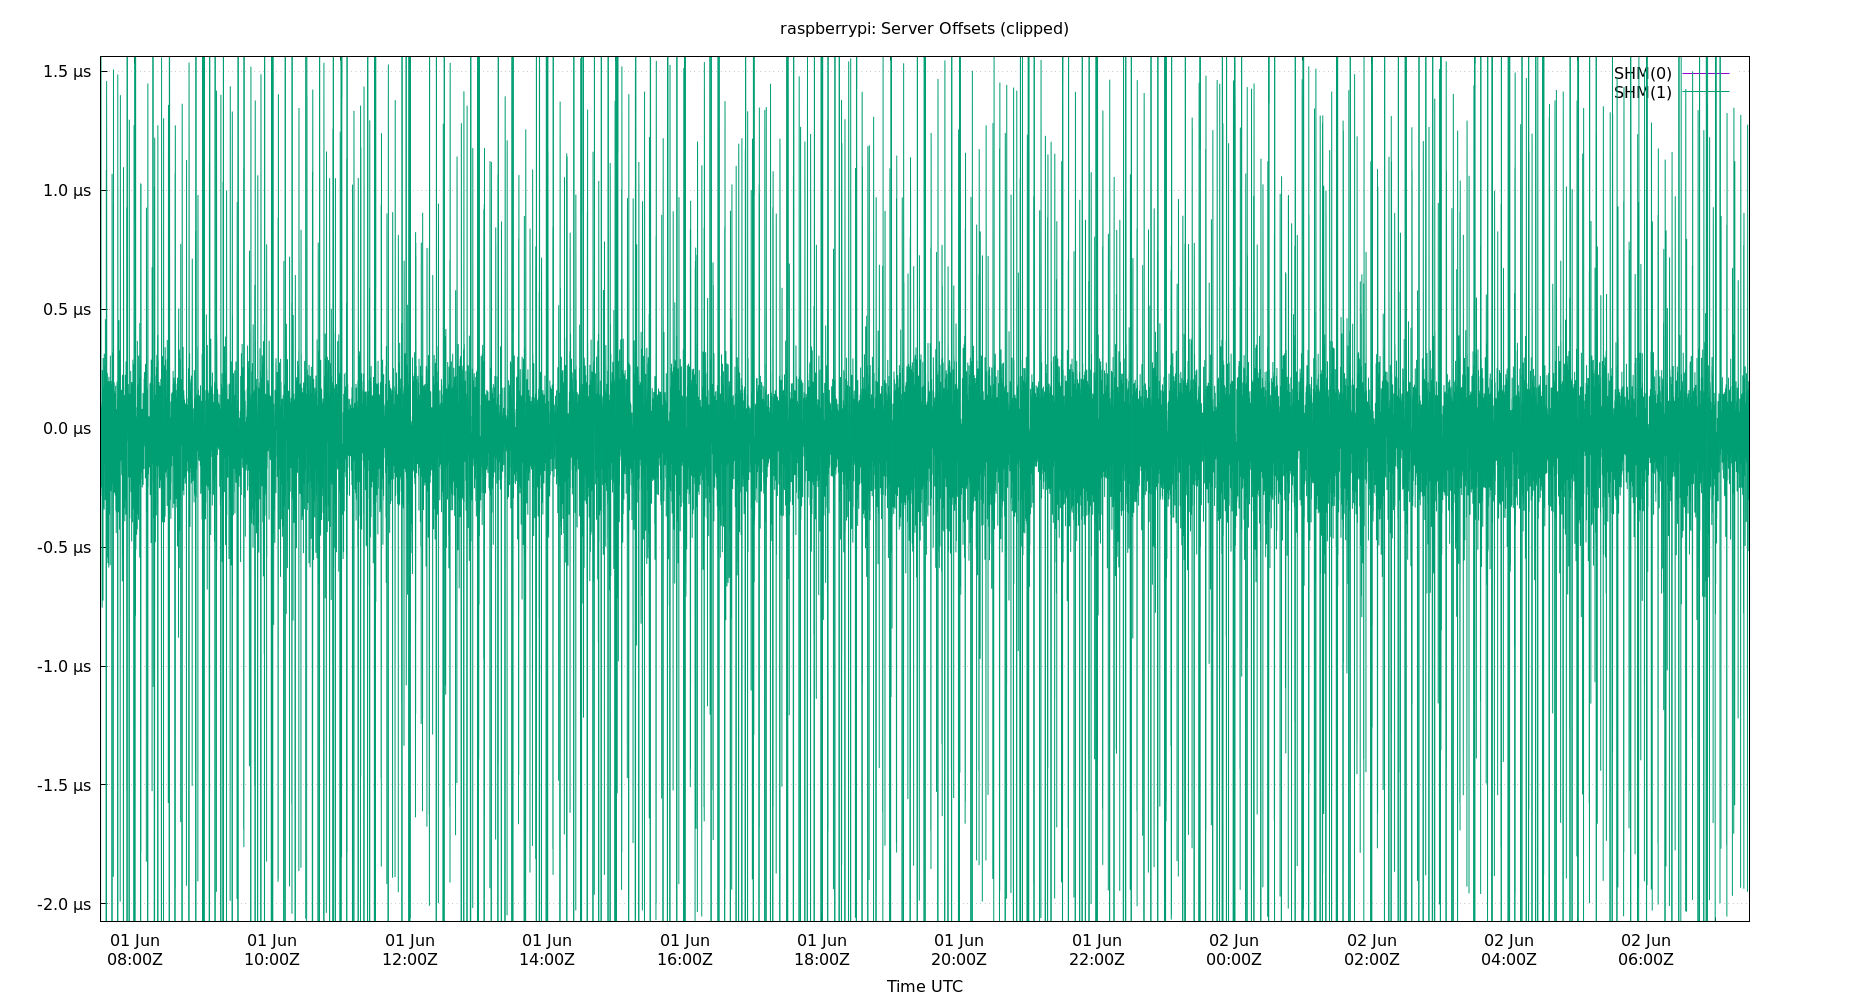 raspberrypi: Server Offsets (clipped)
SHM(0)
SHM(1)
1.5 µs
1.0 µs
0.5 µs
0.0 µs
-0.5 µs
-1.0 µs
-1.5 µs
-2.0 µs
01 Jun 01 Jun 01 Jun 01 Jun 01 Jun 01 Jun 01 Jun 01 Jun 02 Jun 02 Jun 02 Jun 02 Jun
08:00Z 10:00Z 12:00Z 14:00Z 16:00Z 18:00Z 20:00Z 22:00Z 00:00Z 02:00Z 04:00Z 06:00Z
Time UTC